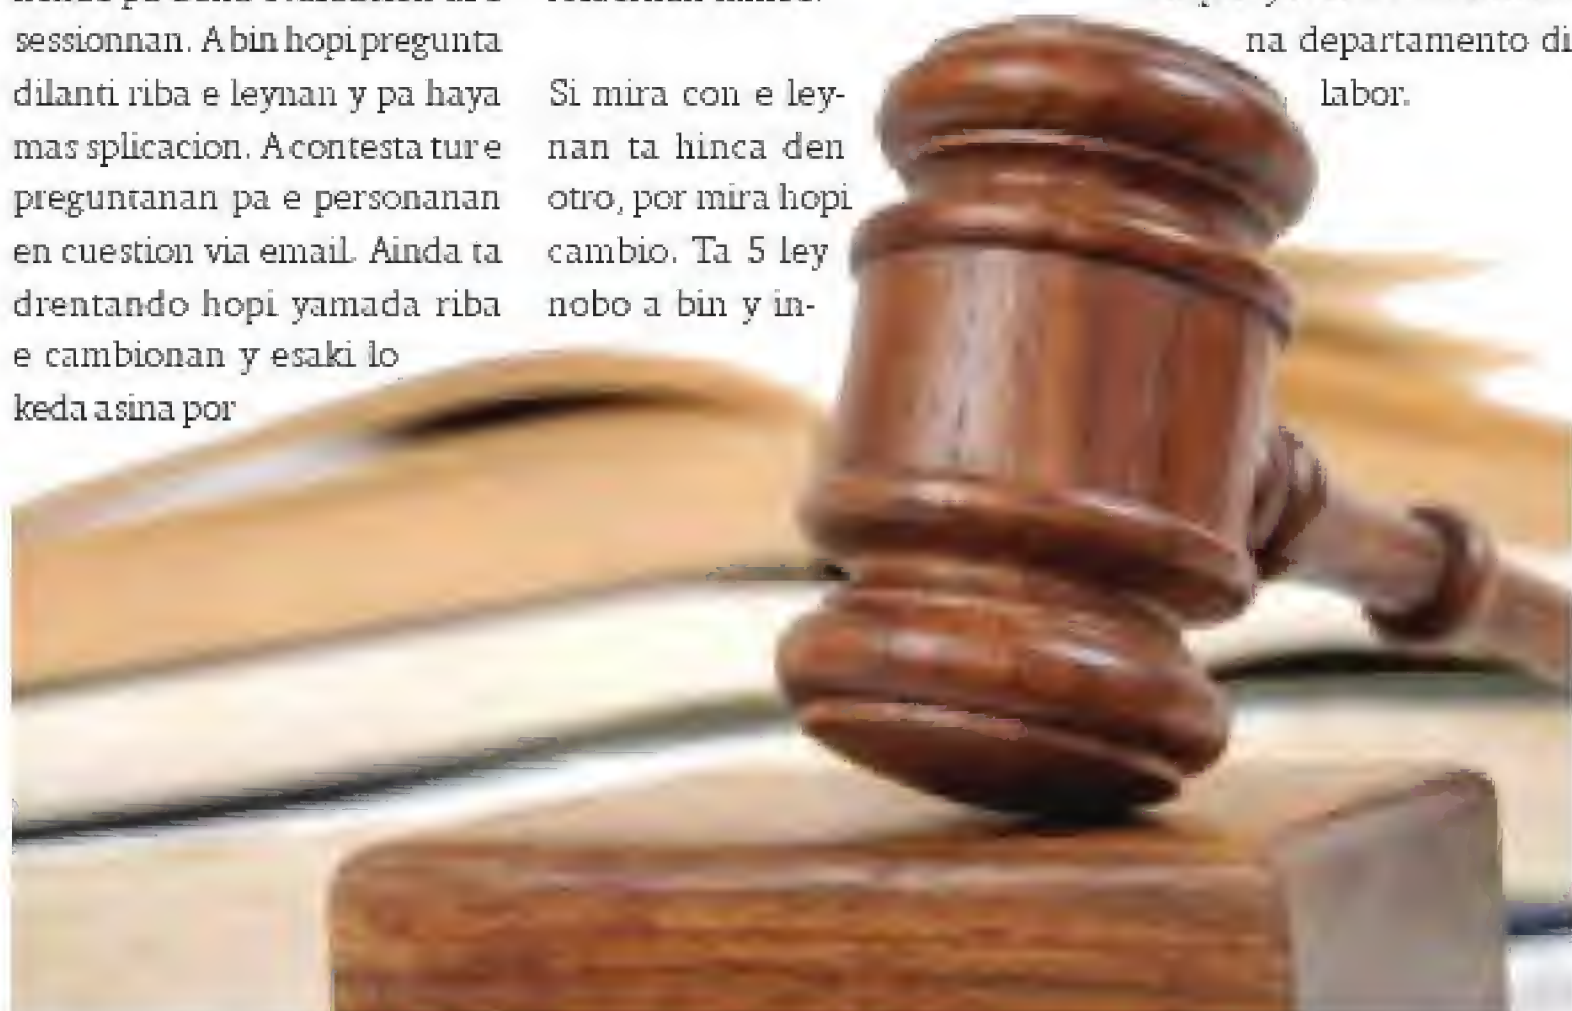 sessionnan. A bin hopi pregunta
dilanti riba e leynan y pa haya
mas splicacion. A contesta tur e
preguntanan pa e personanan
en cuestion via email. Ainda ta
drentando hopi yamada riba
e cambionan y esaki lo
keda asina por
Si mira con e ley-
nan ta hinca den
otro, por mira hopi
cambio. Ta 5 ley
nobo a bin y in-
na departamento di
labor.